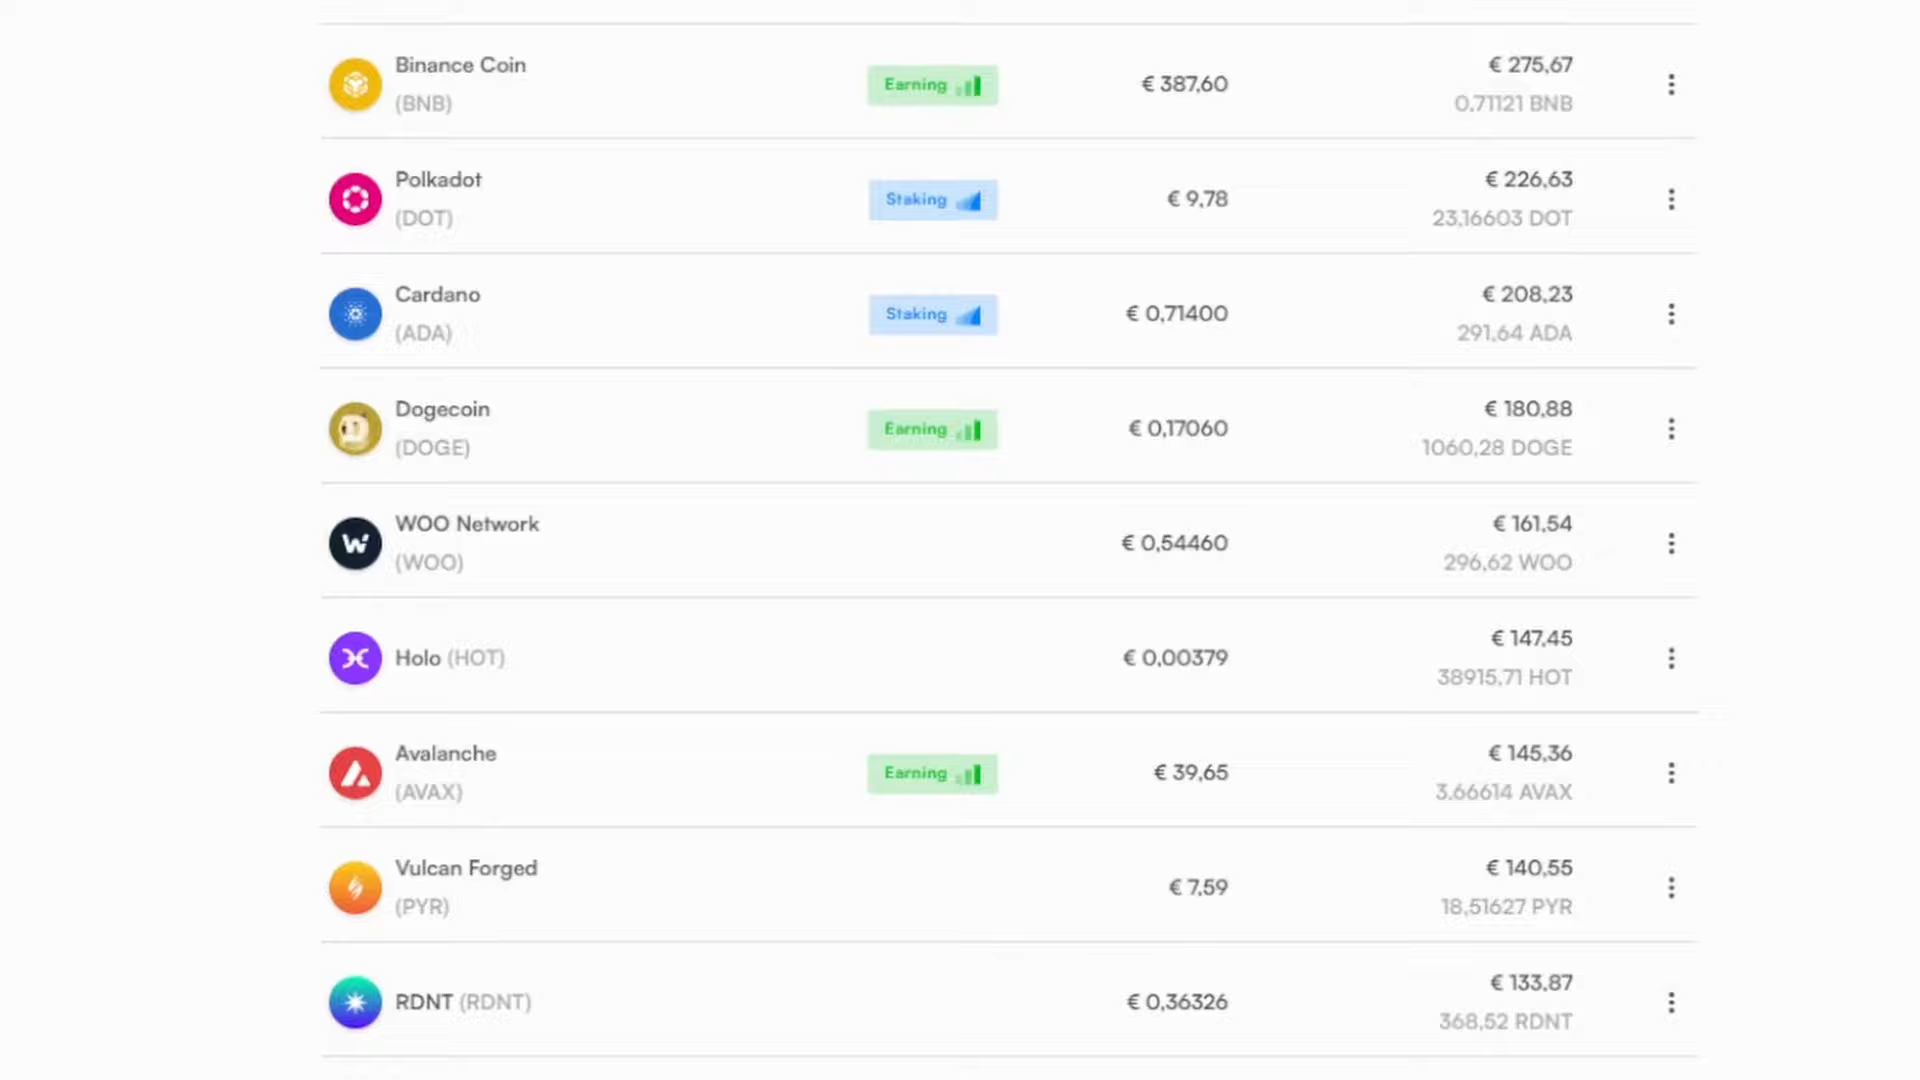 Binance Coin
(BNB)
Earning
€ 387,60
€ 275,67
0,71121 BNB
Polkadot
(DOT)
Staking
€ 9,78
€ 226,63
23,16603 DOT
Cardano
(ADA)
Staking
€ 0,71400
€ 208,23
291,64 ADA
Dogecoin
(DOGE)
Earning
€ 0,17060
€ 180,88
1060,28 DOGE
WOO Network
(WOO)
€ 0,54460
€ 161,54
296,62 WOO
Holo (HOT)
€ 0,00379
€ 147,45
38915,71 HOT
Avalanche
(AVAX)
Earning
€ 39,65
€ 145,36
3,66614 AVAX
Vulcan Forged
(PYR)
€ 7,59
€ 140,55
18,51627 PYR
RDNT (RDNT)
€ 0,36326
€ 133,87
368,52 RDNT